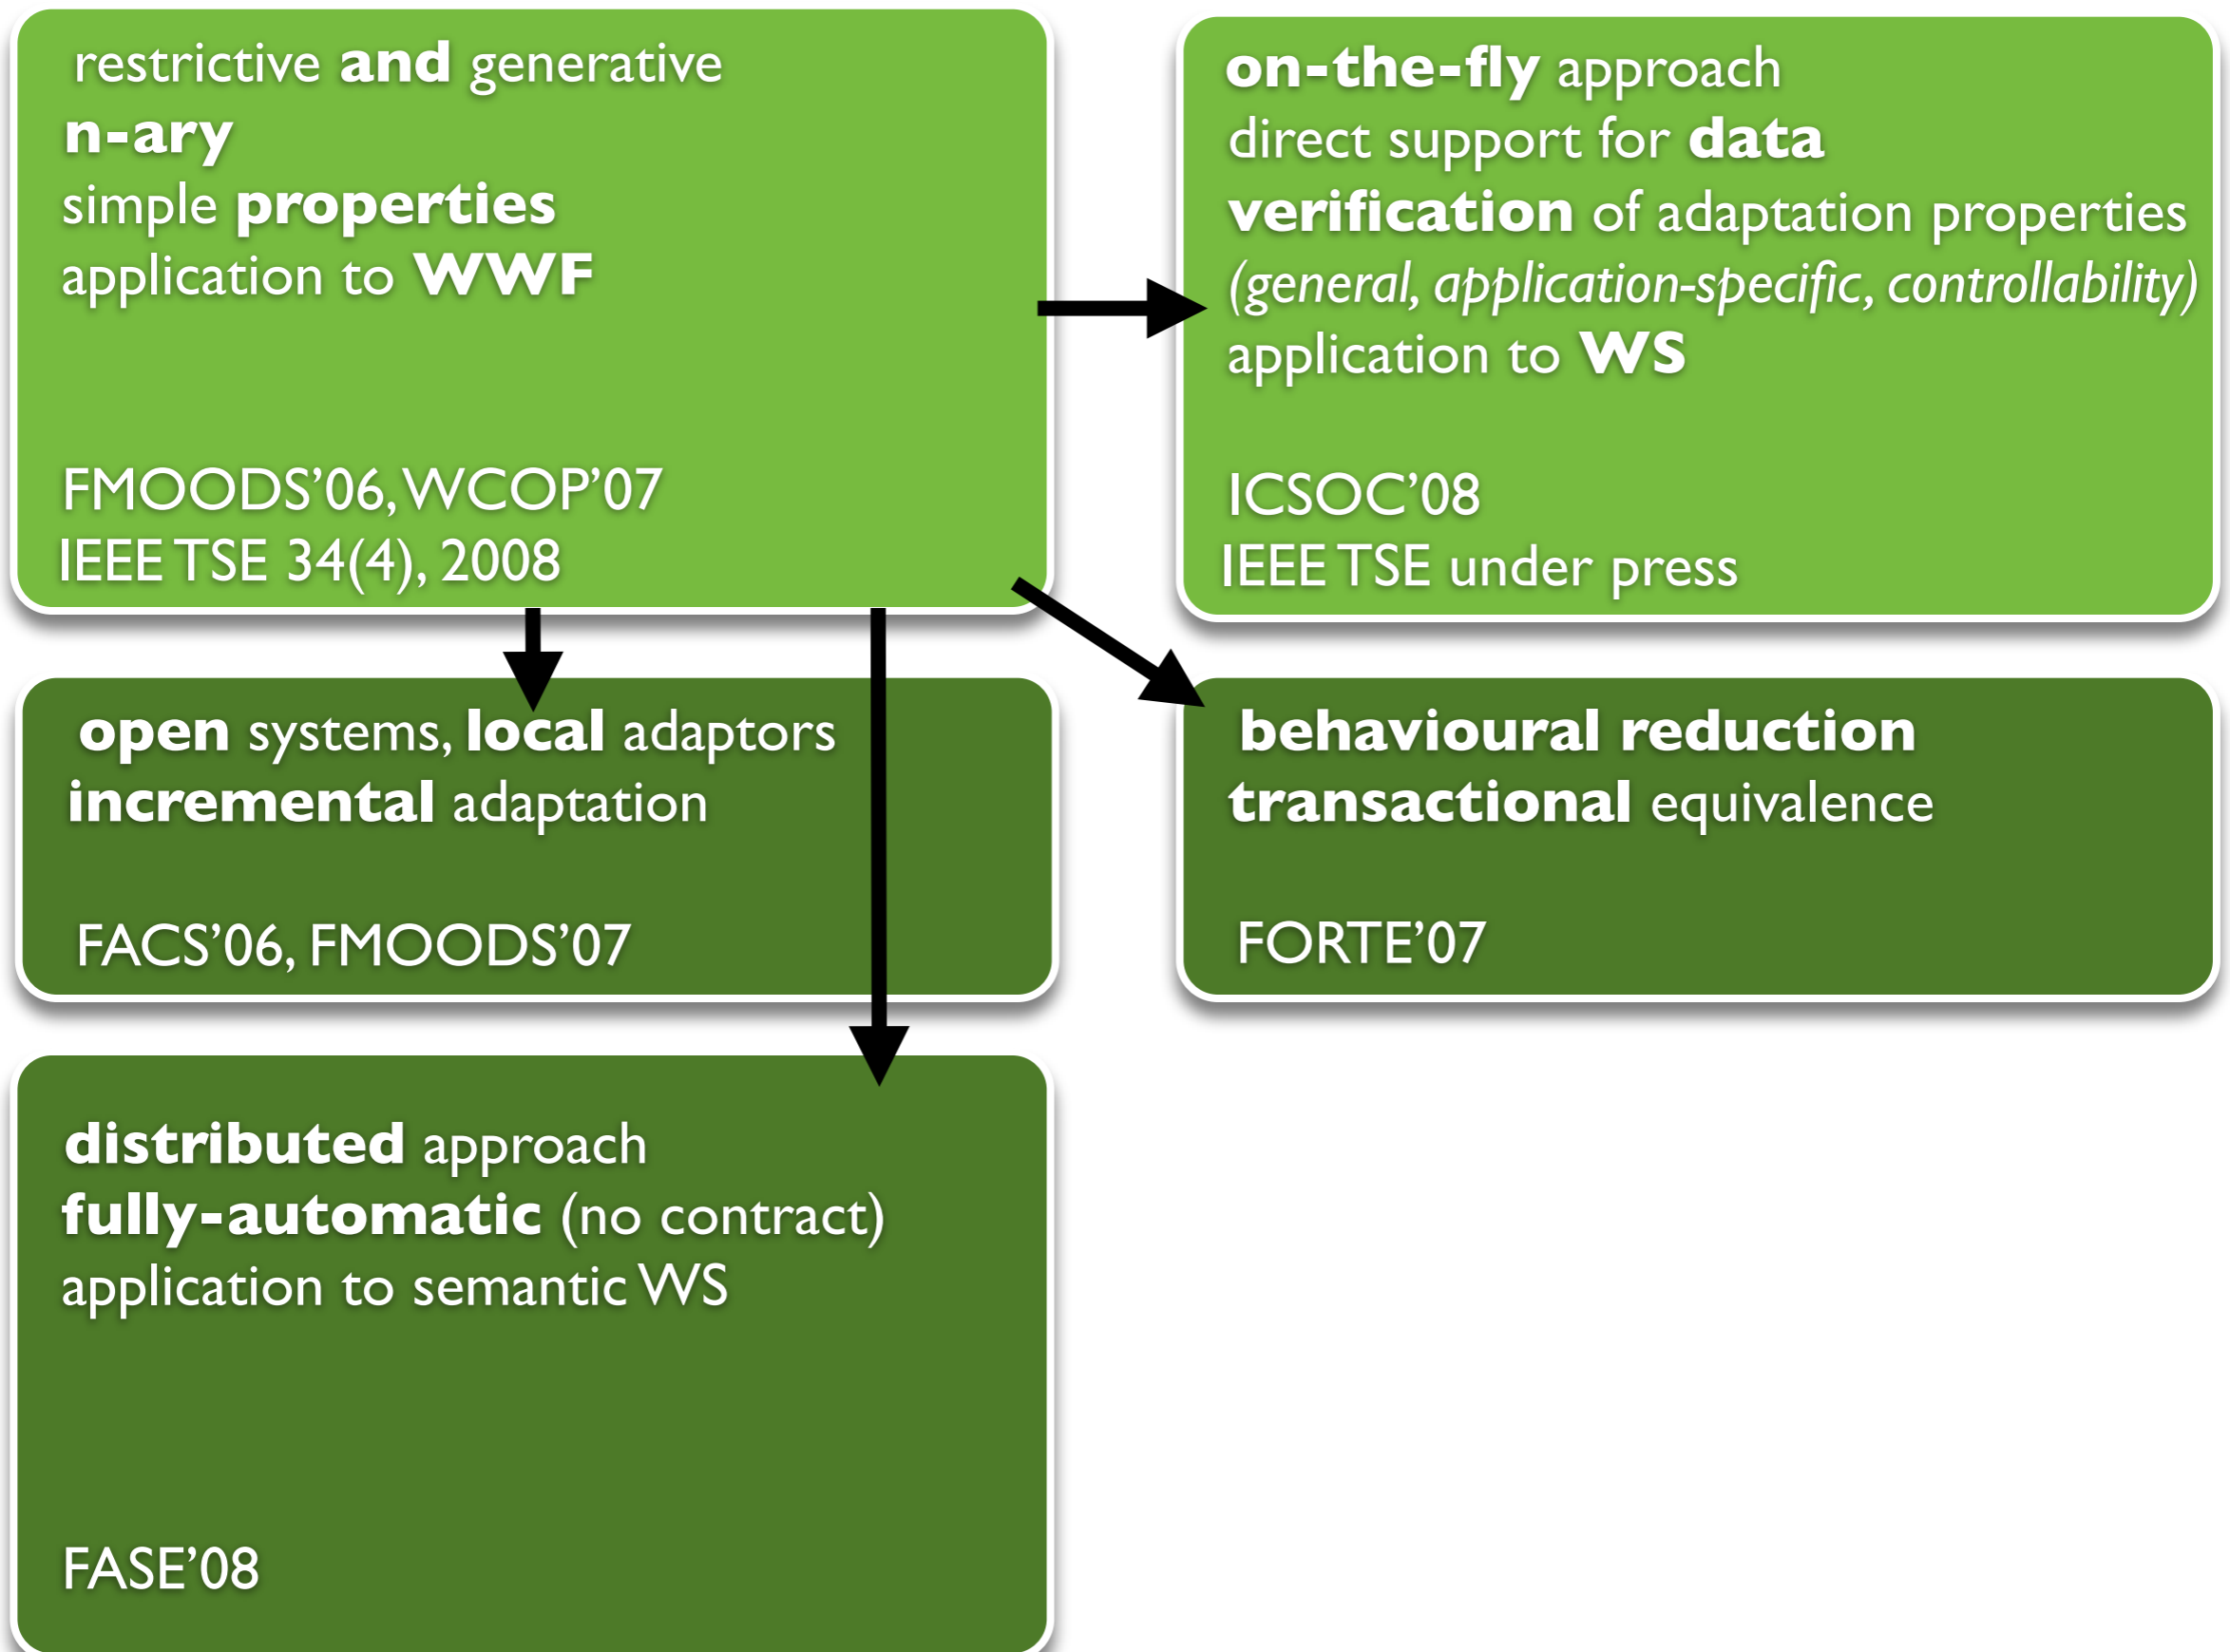 restrictive and generative
n-ary
simple properties
application to WWF
FMOODS’06, WCOP’07
IEEE TSE 34(4), 2008
on-the-fly approach
direct support for data
verification of adaptation properties
(general, application-specific, controllability)
application to WS
ICSOC’08
IEEE TSE under press
open systems, local adaptors
incremental adaptation
FACS’06, FMOODS’07
behavioural reduction
transactional equivalence
FORTE’07
distributed approach
fully-automatic (no contract)
application to semantic WS
FASE’08